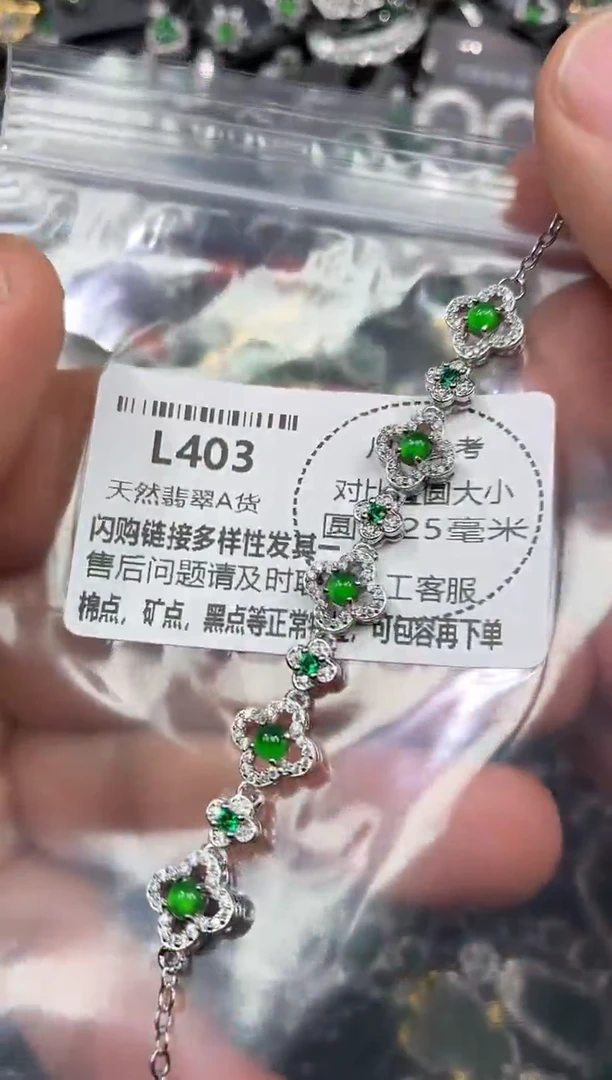 L403
天然翡翠A货
闪购链接多样性发其一
售后问题请及时
棉点,矿点,黑点等正常
考
对比 圆大小
圆 25毫米
工客服
可包容再下单